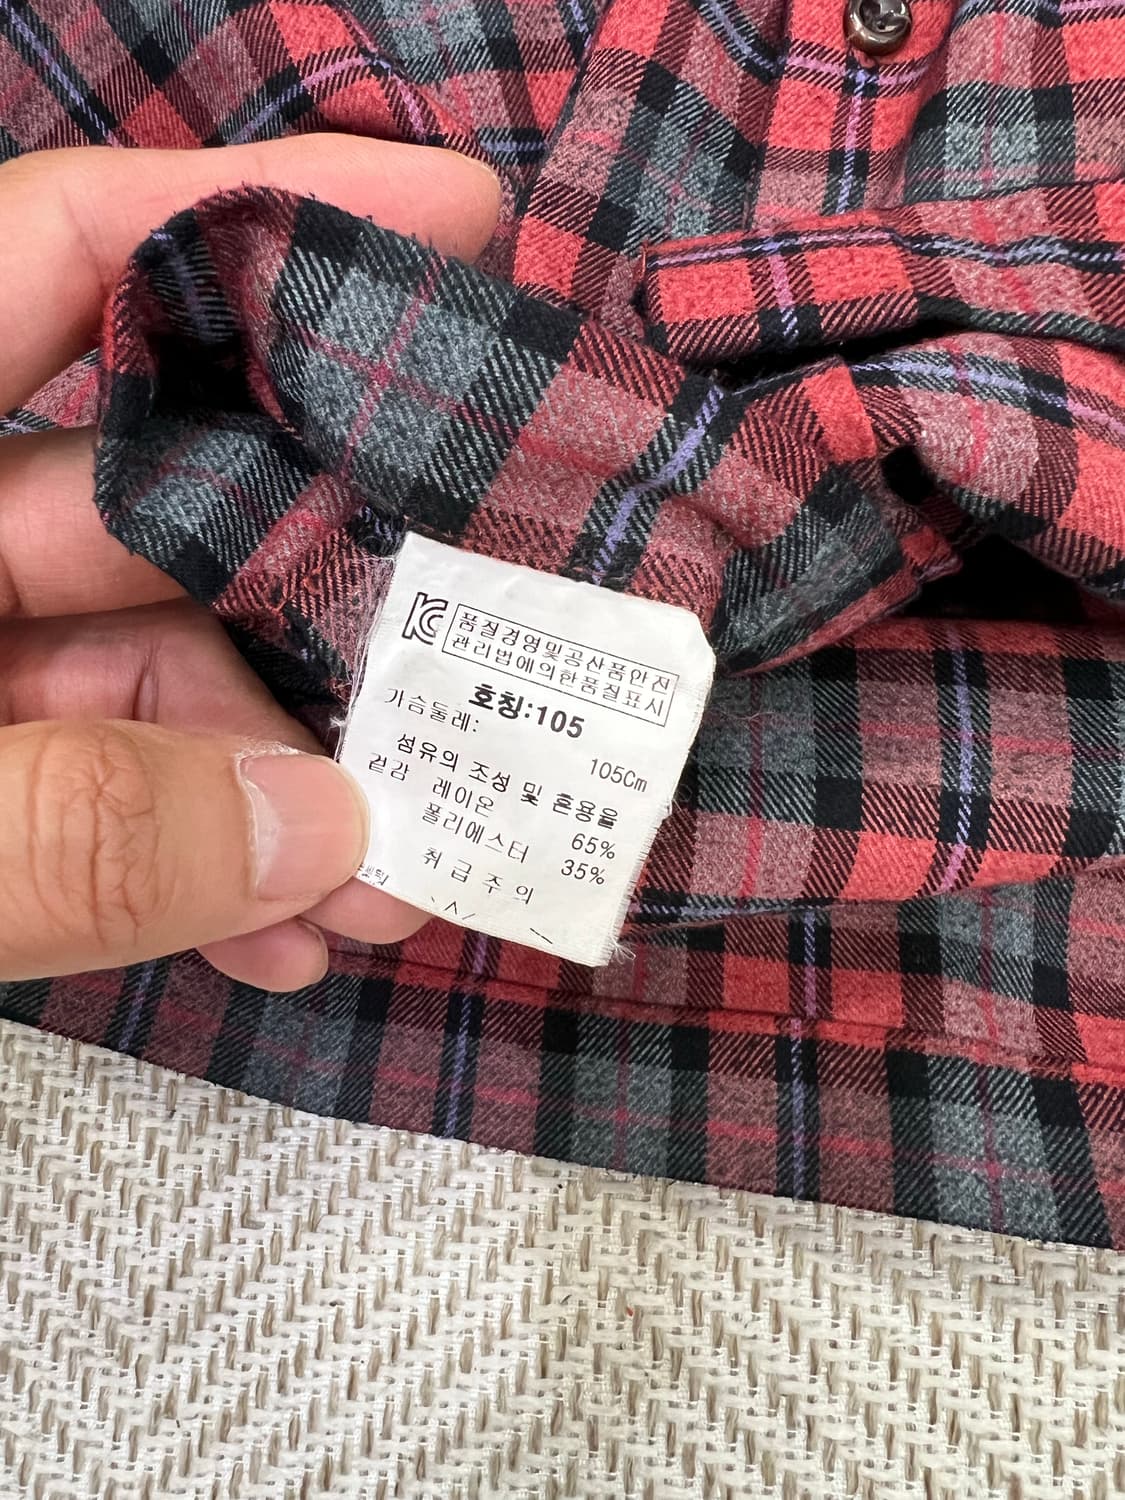 품질경영및공산품안전
관리법에의한품질표시
호칭:105
가슴둘레:
105Cm
섬유의 조성 및 혼용율
겉감 레이온 65%
폴리에스터 35%
취급주의